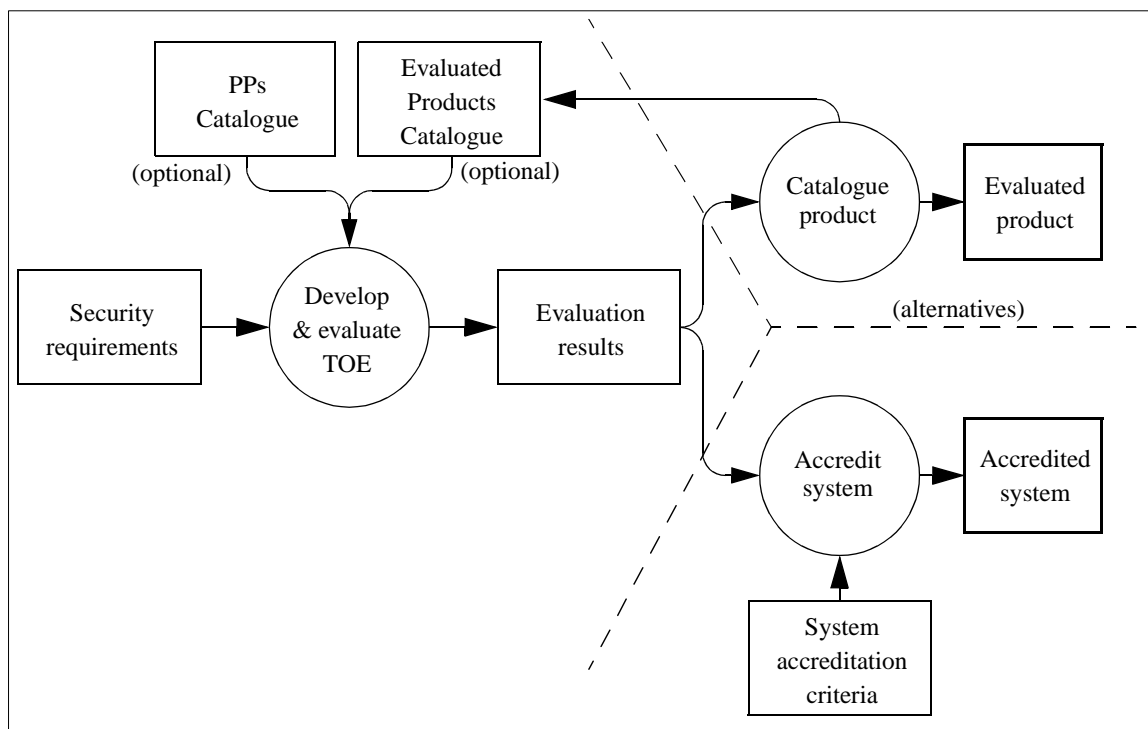 PPs
Catalogue
(optional)
Evaluated
Products
Catalogue
(optional)
Catalogue
product
Evaluated
product
Security
requirements
Develop
& evaluate
TOE
Evaluation
results
(alternatives)
Accredit
system
Accredited
system
System
accreditation
criteria